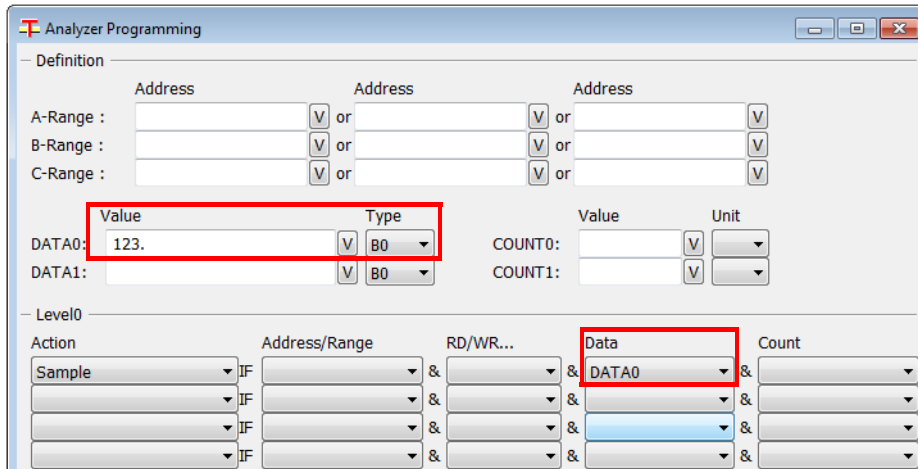 Analyzer Programming
Definition
Address Address Address
A-Range : V or V or V
B-Range : V or V or V
C-Range : V or V or V
Value Type Value Unit
DATA0: 123. V B0 COUNT0: V
DATA1: V B0 COUNT1: V
Level0
Action Address/Range RD/WR... Data Count
Sample IF & & DATA0 &
IF & & &
IF & & &
IF & & &